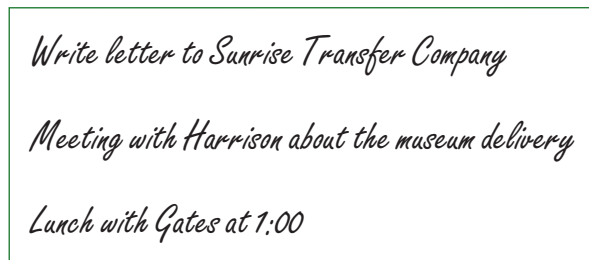 Write letter to Sunrise Transfer Company
Meeting with Harrison about the museum delivery
Lunch with Gates at 1:00